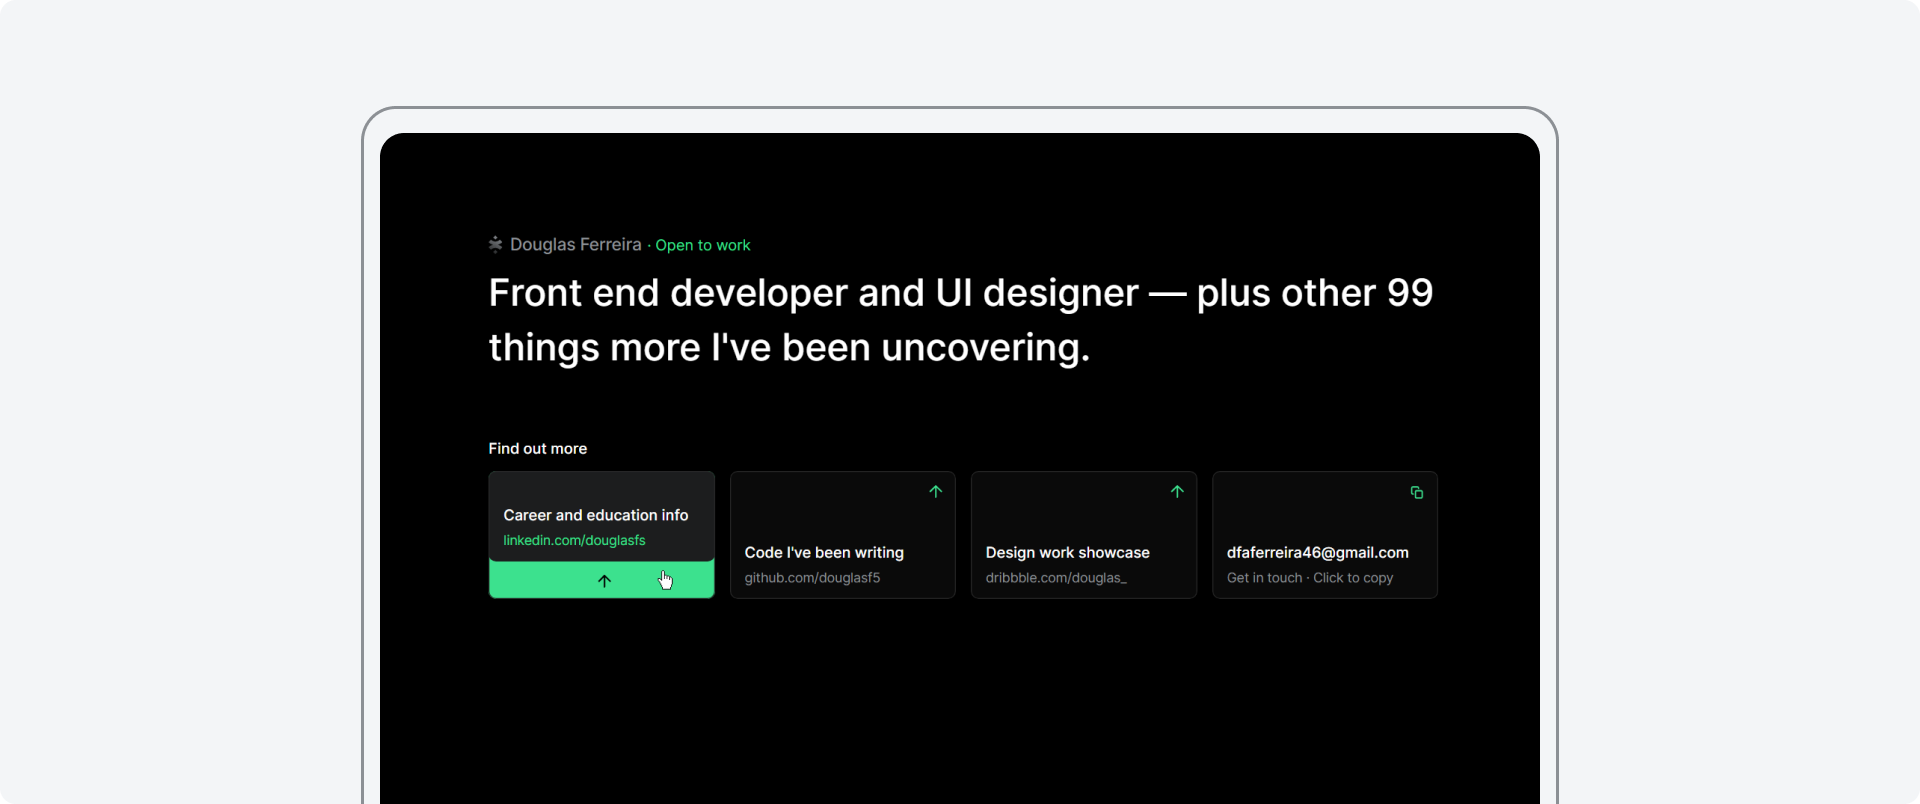 Douglas Ferreira · Open to work
Front end developer and UI designer — plus other 99
things more I've been uncovering.
Find out more
Career and education info
linkedin.com/douglasfs
Code I've been writing
github.com/douglasf5
Design work showcase
dribbble.com/douglas_
dfaferreira46@gmail.com
Get in touch · Click to copy